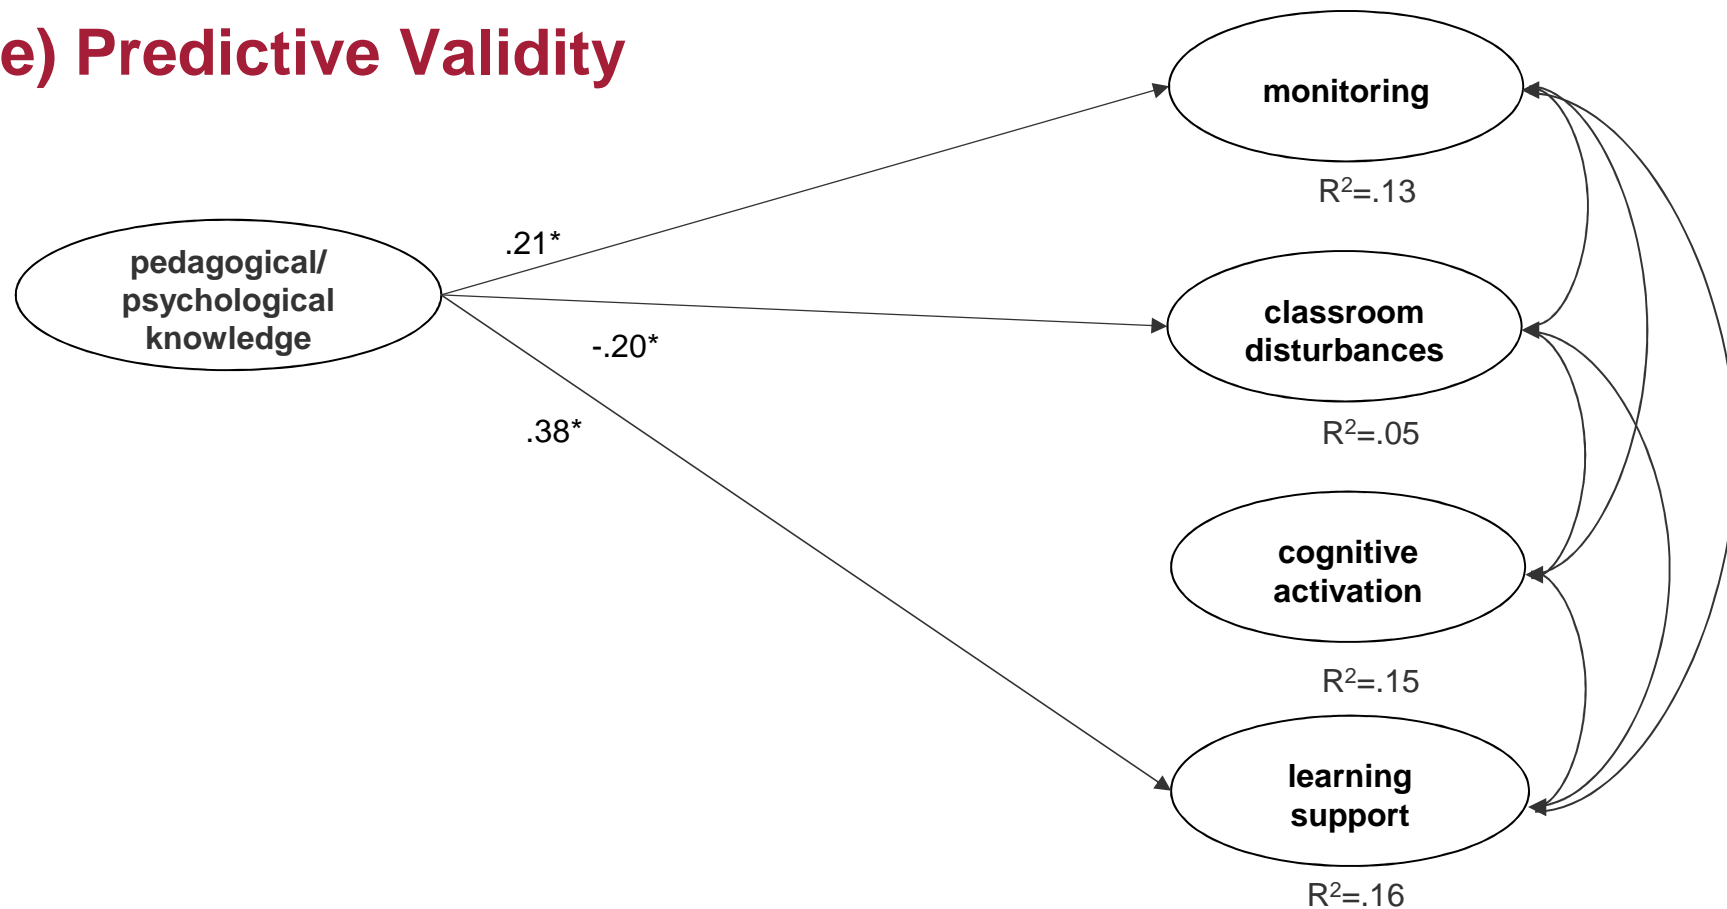 e) Predictive Validity
monitoring
R²=.13
.21*
pedagogical/
psychological
knowledge
-.20*
classroom
disturbances
R²=.05
.38*
cognitive
activation
R²=.15
learning
support
R²=.16